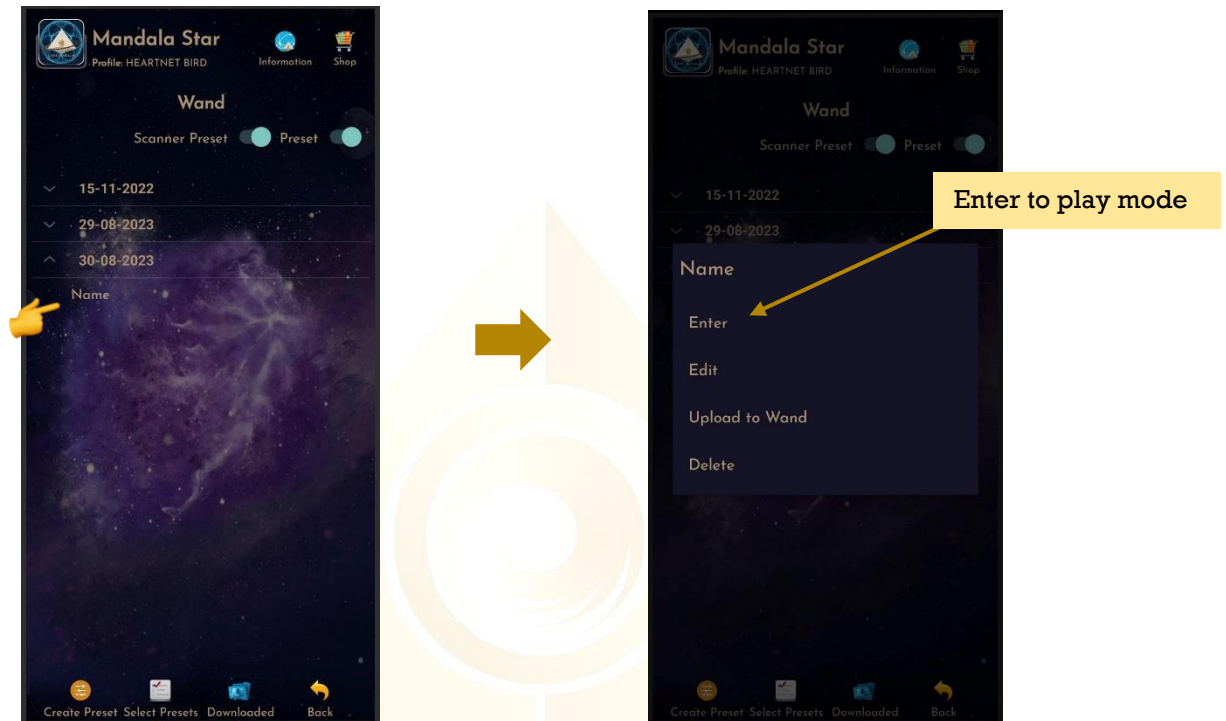 Mandala Star
Profile: HEARTNET BIRD
Information
Shop
Wand
Scanner Preset
Preset
15-11-2022
29-08-2023
30-08-2023
Name
Create Preset
Select Presets
Downloaded
Back
Mandala Star
Profile: HEARTNET BIRD
Information
Shop
Wand
Scanner Preset
Preset
15-11-2022
29-08-2023
Name
Enter
Edit
Upload to Wand
Delete
Create Preset
Select Presets
Downloaded
Back
Enter to play mode